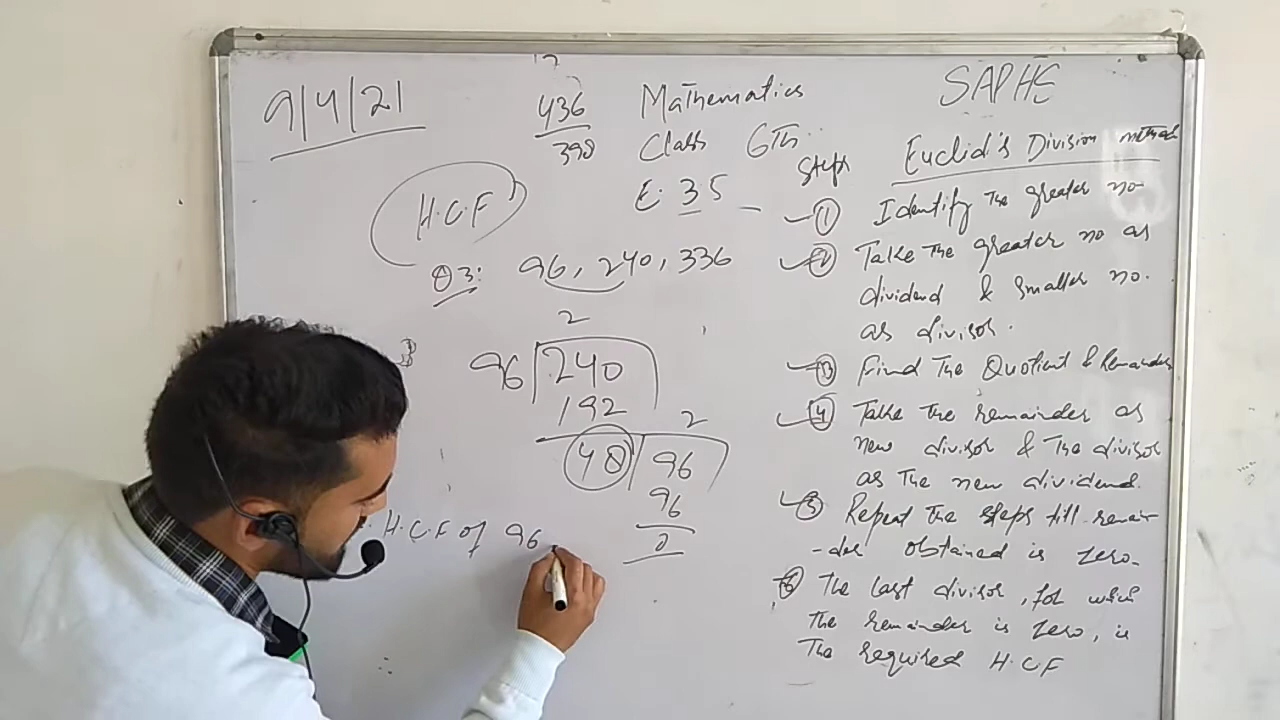 9/4/21
436
398
Mathematics
Class 6Th
E. 3.5
H.C.F
Q3: 96, 240, 336
2
96 240
192 2
48 96
96
0
H.C.F of 96
SAPHS
Euclid's Division method
Steps
① Identify The greater no
② Take The greater no as
dividend & smaller no.
as divisor.
③ Find The Quotient & Remainder
④ Take The remainder as
new divisor & The divisor
as The new dividend.
⑤ Repeat The steps till remain
-der obtained is zero.
⑥ The last divisor, for which
The remainder is zero, is
The required H.C.F